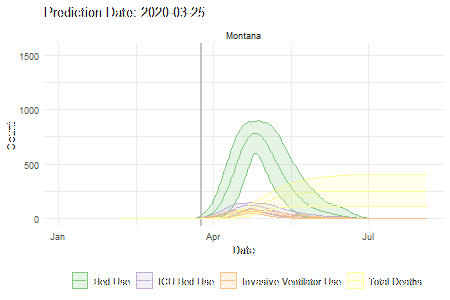 Prediction Date: 2020-03-25
Montana
1500
1000
500
0
Count
Jan
Apr
Jul
Date
Bed Use
ICU Bed Use
Invasive Ventilator Use
Total Deaths